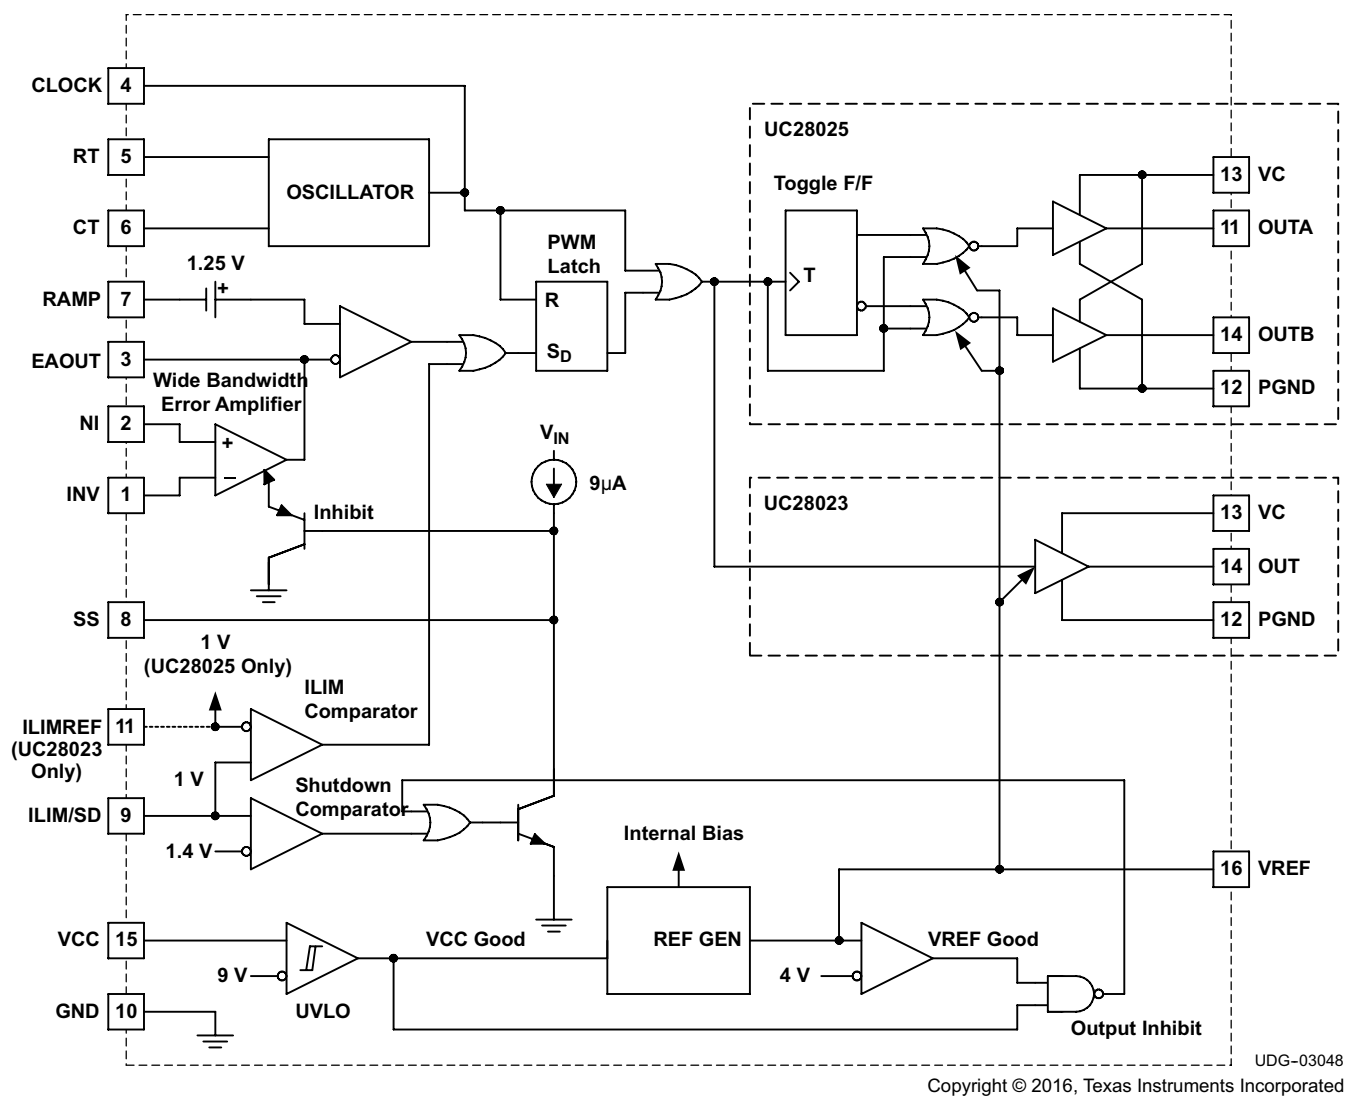 CLOCK 4
RT 5
CT 6
OSCILLATOR
1.25 V
+
RAMP 7
EAOUT 3
Wide Bandwidth
Error Amplifier
NI 2
+
−
INV 1
Inhibit
PWM
Latch
R
SD
VIN
9µA
SS 8
1 V
(UC28025 Only)
ILIM
Comparator
ILIMREF 11
(UC28023
Only)
1 V
Shutdown
Comparator
ILIM/SD 9
1.4 V
VCC 15
9 V
UVLO
GND 10
VCC Good
Internal Bias
REF GEN
4 V
VREF Good
Output Inhibit
UC28025
Toggle F/F
T
13 VC
11 OUTA
14 OUTB
12 PGND
UC28023
13 VC
14 OUT
12 PGND
16 VREF
UDG−03048
Copyright © 2016, Texas Instruments Incorporated